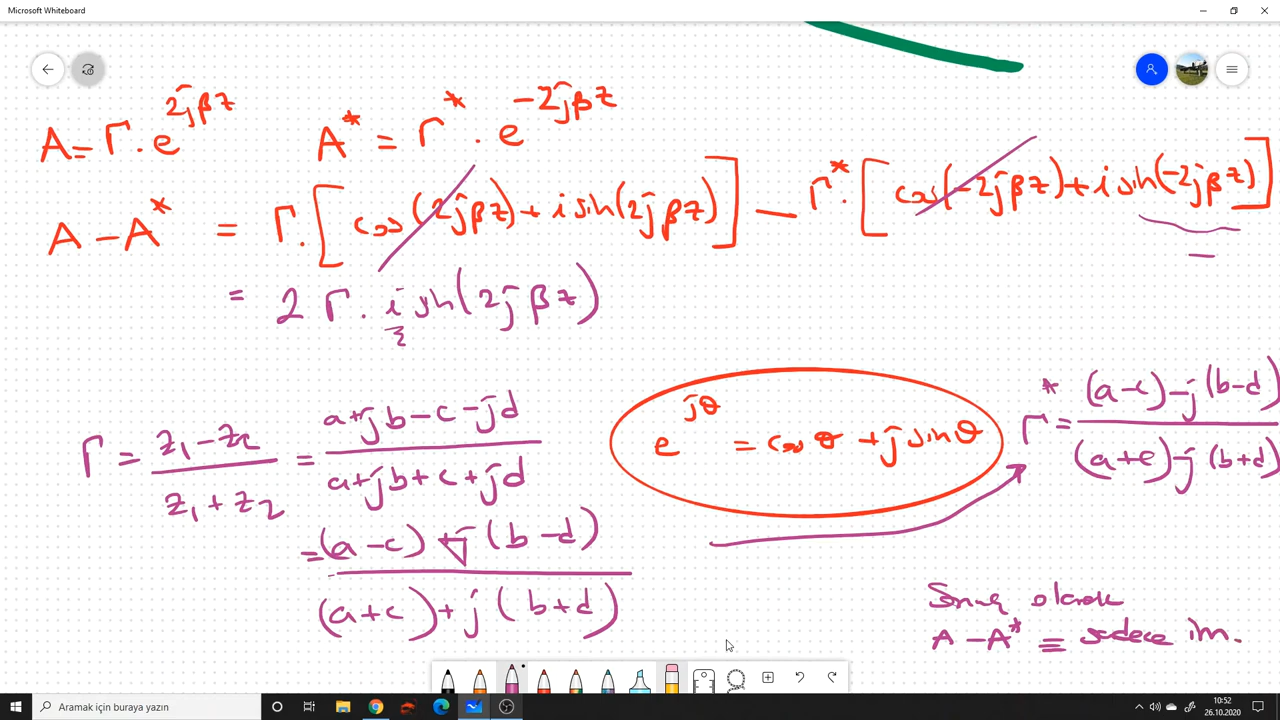 Microsoft Whiteboard
A = Γ · e^{2jβz}    A* = Γ* · e^{-2jβz}
A - A* = Γ · [cos(2jβz) + i sin(2jβz)] — Γ* · [cos(-2jβz) + i sin(-2jβz)]
= 2 Γ · i sin(2jβz)
Γ = (z₁ - z₂)/(z₁ + z₂) = (a+jb - c - jd)/(a+jb + c + jd)
= ((a - c) + j(b - d))/((a + c) + j(b + d))
e^{jθ} = cos θ + j sin θ
Γ* = ((a - c) - j(b - d))/((a + c) - j(b + d))
Sonuç olarak
A - A* ≡ sadece im.
Aramak için buraya yazın
10:52
26.10.2020